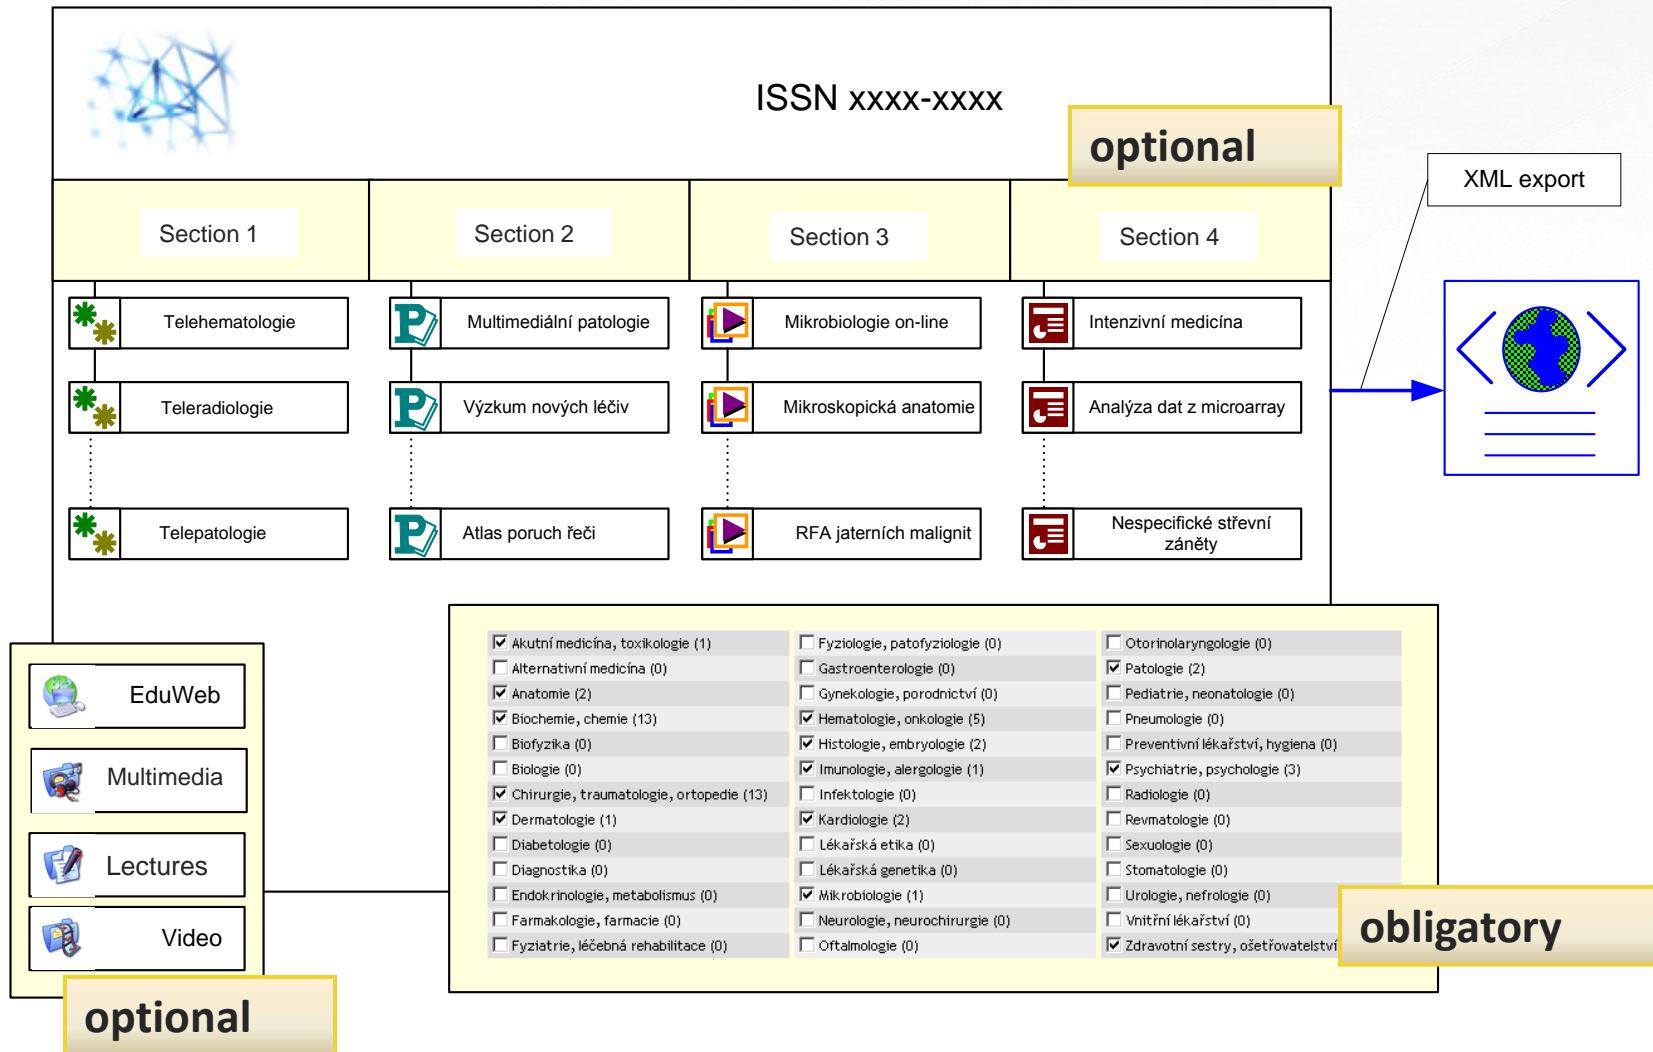 ISSN xxxx-xxxx
optional
XML export
Section 1
Section 2
Section 3
Section 4
Telehematologie
Multimediální patologie
Mikrobiologie on-line
Intenzivní medicína
Teleradiologie
Výzkum nových léčiv
Mikroskopická anatomie
Analýza dat z microarray
Telepatologie
Atlas poruch řeči
RFA jaterních malignit
Nespecifické střevní
záněty
EduWeb
Multimedia
Lectures
Video
optional
Akutní medicína, toxikologie (1)
Alternativní medicína (0)
Anatomie (2)
Biochemie, chemie (13)
Biofyzika (0)
Biologie (0)
Chirurgie, traumatologie, ortopedie (13)
Dermatologie (1)
Diabetologie (0)
Diagnostika (0)
Endokrinologie, metabolismus (0)
Farmakologie, farmacie (0)
Fyziatrie, léčebná rehabilitace (0)
Fyziologie, patofyziologie (0)
Gastroenterologie (0)
Gynekologie, porodnictví (0)
Hematologie, onkologie (5)
Histologie, embryologie (2)
Imunologie, alergologie (1)
Infektologie (0)
Kardiologie (2)
Lékařská etika (0)
Lékařská genetika (0)
Mikrobiologie (1)
Neurologie, neurochirurgie (0)
Oftalmologie (0)
Otorinolaryngologie (0)
Patologie (2)
Pediatrie, neonatologie (0)
Pneumologie (0)
Preventivní lékařství, hygiena (0)
Psychiatrie, psychologie (3)
Radiologie (0)
Revmatologie (0)
Sexuologie (0)
Stomatologie (0)
Urologie, nefrologie (0)
Vnitřní lékařství (0)
Zdravotní sestry, ošetřovatelství
obligatory